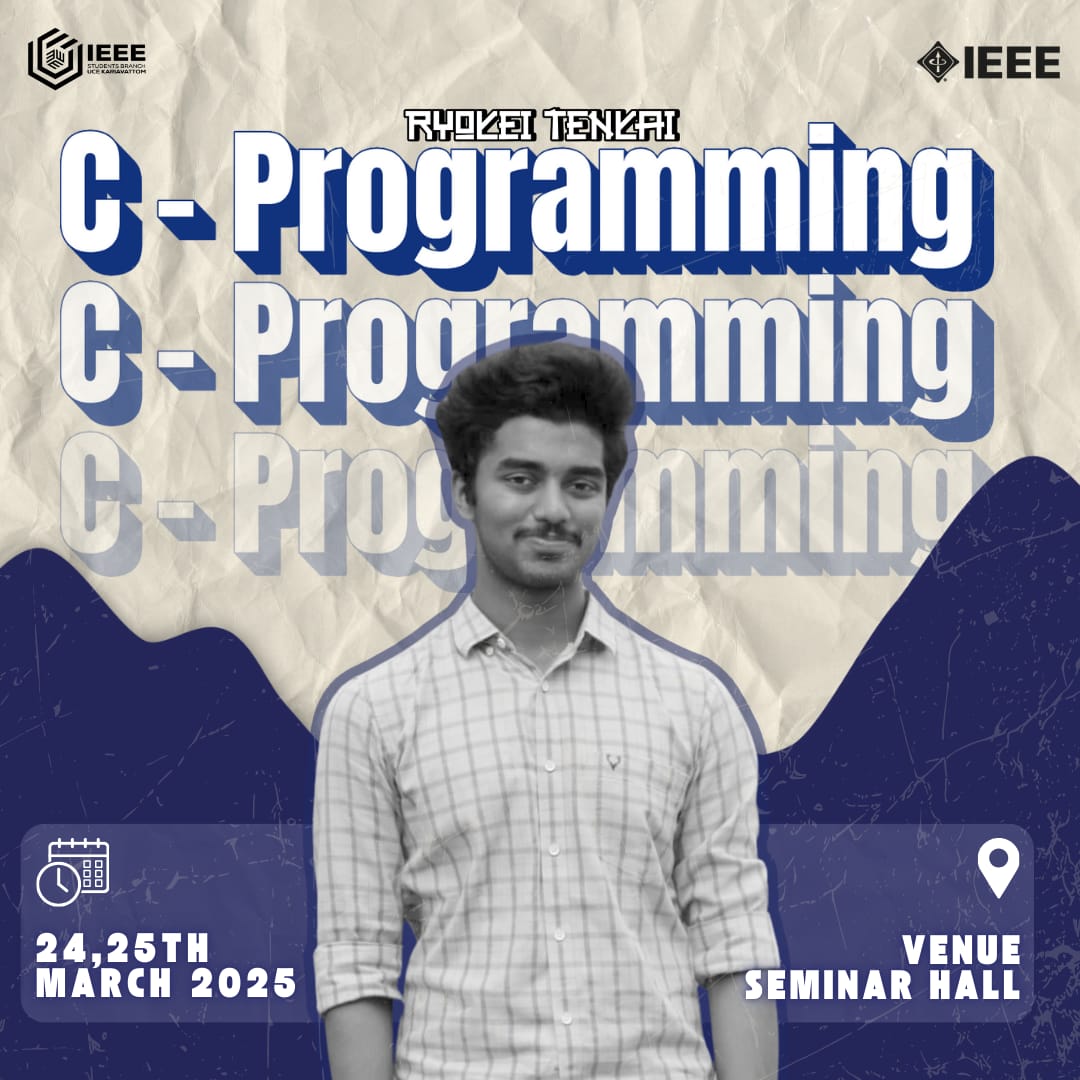 IEEE
STUDENTS BRANCH
UCE KARIAVATTOM
IEEE
RYOKEI TENKAI
C - Programming
C - Programming
C - Programming
24,25TH
MARCH 2025
VENUE
SEMINAR HALL